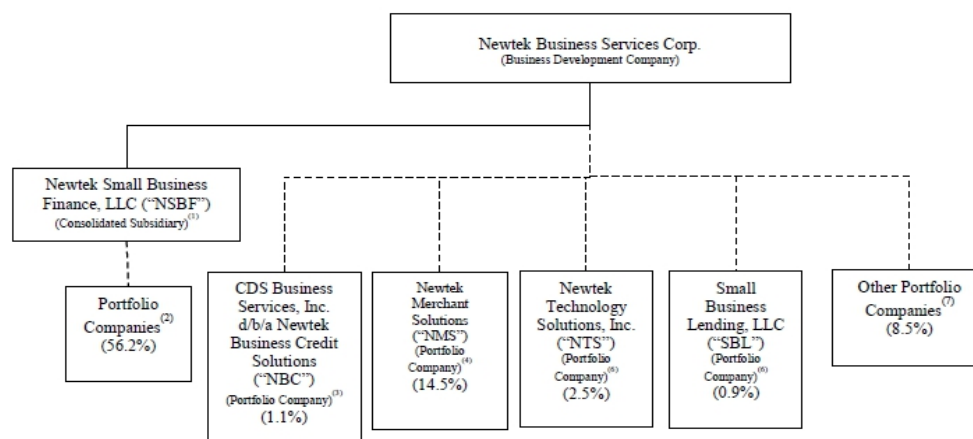 Newtek Business Services Corp.
(Business Development Company)
Newtek Small Business
Finance, LLC (“NSBF”)
(Consolidated Subsidiary)(1)
Portfolio
Companies(2)
(56.2%)
CDS Business
Services, Inc.
d/b/a Newtek
Business Credit
Solutions
(“NBC”)
(Portfolio Company)(3)
(1.1%)
Newtek
Merchant
Solutions
(“NMS”)
(Portfolio
Company)(4)
(14.5%)
Newtek
Technology
Solutions, Inc.
(“NTS”)
(Portfolio
Company)(6)
(2.5%)
Small
Business
Lending, LLC
(“SBL”)
(Portfolio
Company)(6)
(0.9%)
Other Portfolio
Companies(7)
(8.5%)